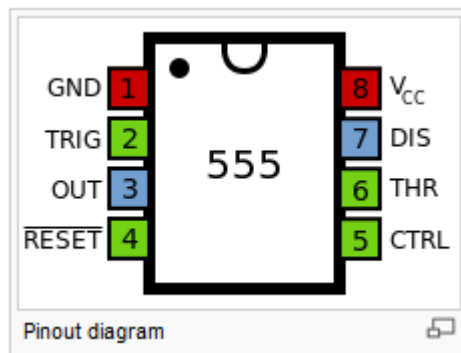 GND 1 8 VCC
TRIG 2 7 DIS
555
OUT 3 6 THR
RESET 4 5 CTRL
Pinout diagram